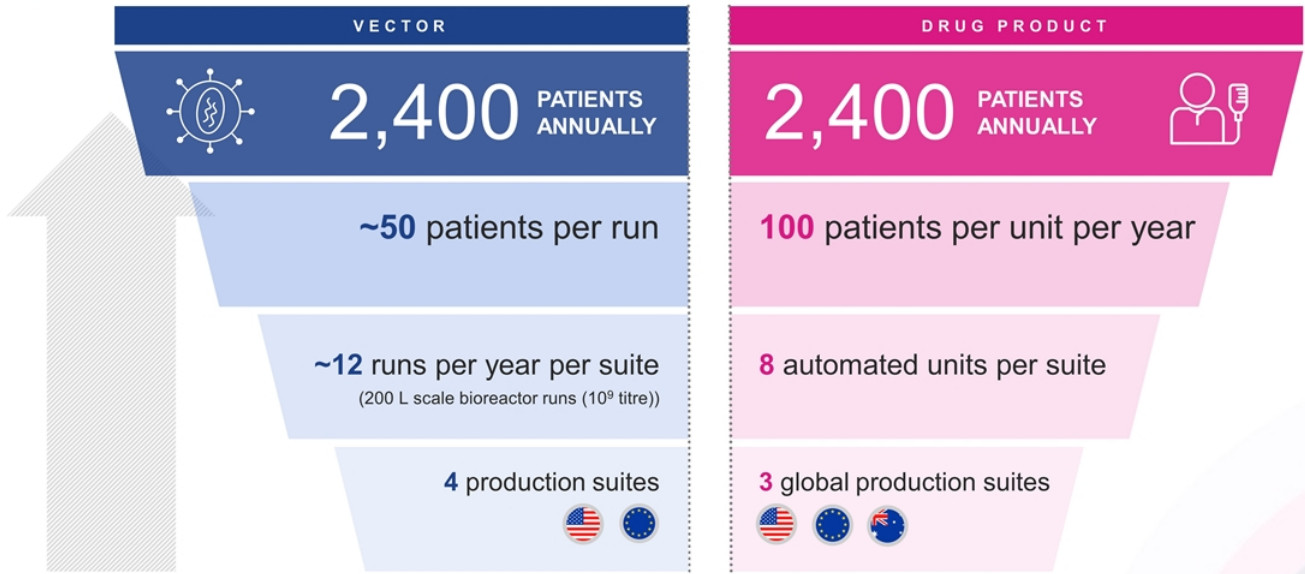 VECTOR
2,400 PATIENTS
ANNUALLY
~50 patients per run
~12 runs per year per suite
(200 L scale bioreactor runs (10⁹ titre))
4 production suites
DRUG PRODUCT
2,400 PATIENTS
ANNUALLY
100 patients per unit per year
8 automated units per suite
3 global production suites